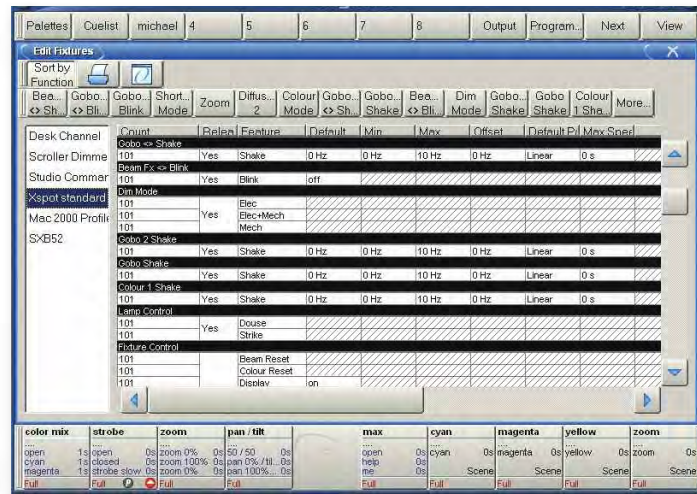 Palettes Cuelist michael 4 5 6 7 8 Output Program... Next View
Edit Fixtures
Sort by
Function
Bea... Gobo... Gobo... Short... Zoom Diffus... Colour Gobo... Gobo... Bea... Dim Gobo... Gobo Colour More...
<> Sh... <> Bli... Blink Mode 2 Mode <> Sh... Shake <> Bli... Mode Shake Shake 1 Sha...
Desk Channel
Scroller Dimme
Studio Commar
Xspot standard
Mac 2000 Profile
SXB52
Count Relea Feature Default Min Max Offset Default P Max Spee
Gobo <> Shake
101 Yes Shake 0 Hz 0 Hz 10 Hz 0 Hz Linear 0 s
Beam Fx <> Blink
101 Yes Blink off
Dim Mode
101 Elec
101 Yes Elec+Mech
101 Mech
Gobo 2 Shake
101 Yes Shake 0 Hz 0 Hz 10 Hz 0 Hz Linear 0 s
Gobo Shake
101 Yes Shake 0 Hz 0 Hz 10 Hz 0 Hz Linear 0 s
Colour 1 Shake
101 Yes Shake 0 Hz 0 Hz 10 Hz 0 Hz Linear 0 s
Lamp Control
101 Yes Douse
101 Strike
Fixture Control
101 Beam Reset
101 Colour Reset
101 Display on
color mix strobe zoom pan / tilt max cyan magenta yellow zoom
.... .... .... .... .... .... .... .... ....
open 1s open 0s zoom 0% 0s 50 / 50 0s open 0s cyan 0s magenta 0s yellow 0s zoom 0s
cyan 1s closed 0s zoom 100% 0s pan 0% / til... 0s help 0s
magenta 1s strobe slow 0s zoom 0% 0s pan 100%... 0s me 0s Scene Scene Scene Scene
Full Full P Full Full Full Full Full Full Full